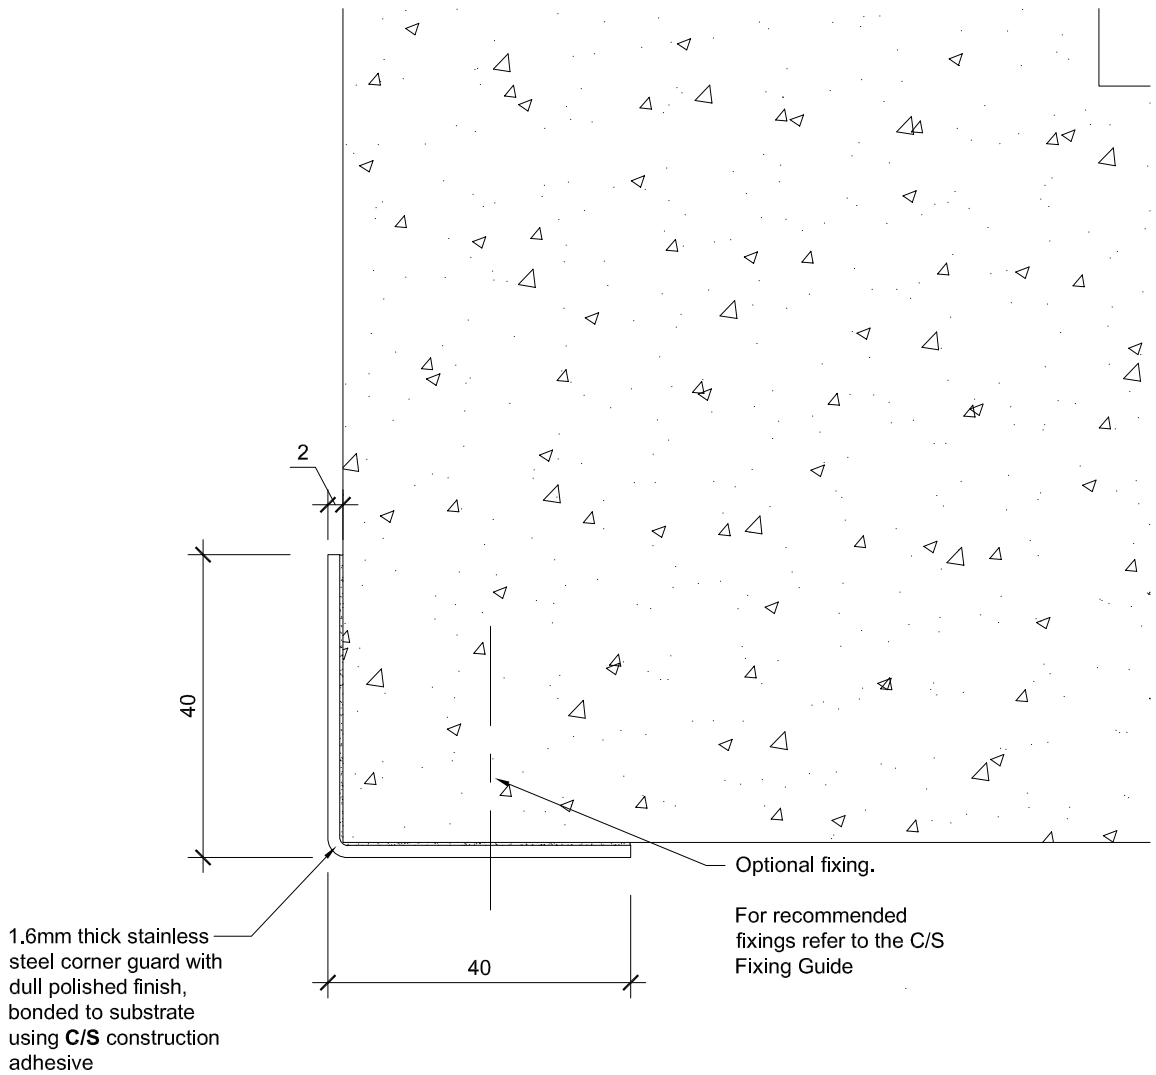 2
40
Optional fixing.
For recommended
fixings refer to the C/S
Fixing Guide
1.6mm thick stainless
steel corner guard with
dull polished finish,
bonded to substrate
using C/S construction
adhesive
40